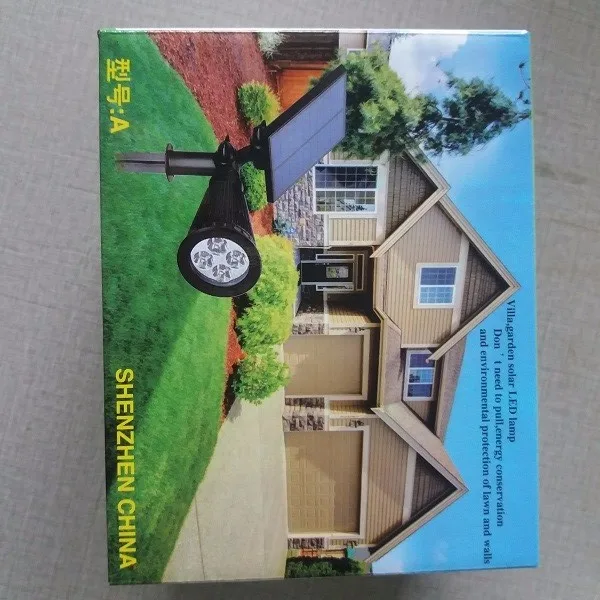 Villa,garden solar LED lamp
Don't need to pull,energy conservation
and environmental protection of lawn and walls
型号:A
SHENZHEN CHINA